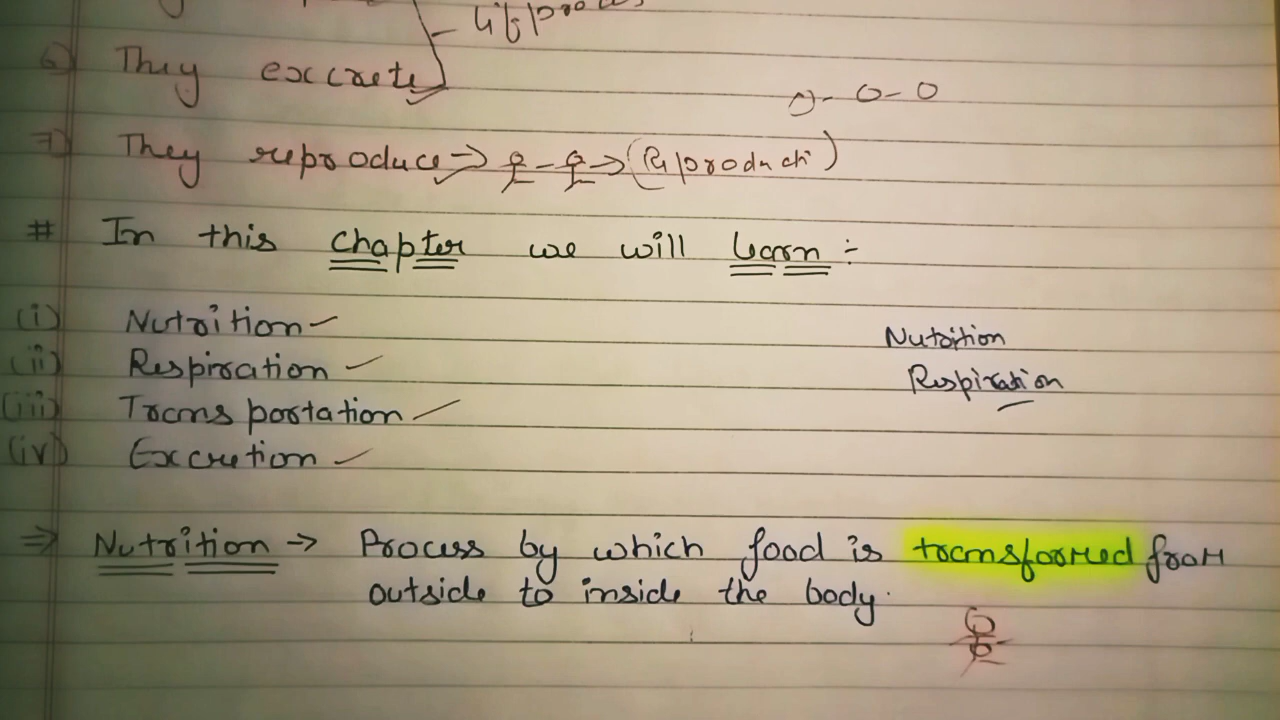 6) They excrete
7) They reproduce → → (Reproducti)
# In this chapter we will learn :-
(i) Nutrition
(ii) Respiration
(iii) Transportation
(iv) Excretion
Nutrition
Respiration
⇒ Nutrition → Process by which food is transformed from
outside to inside the body.